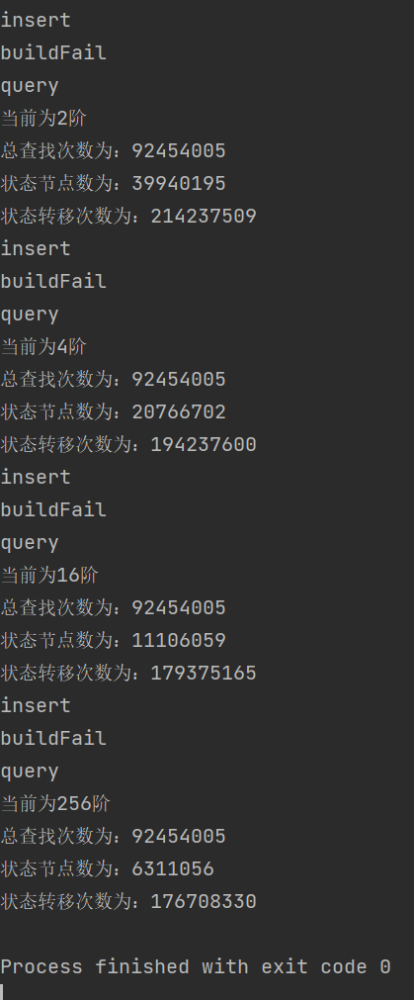 insert
buildFail
query
当前为2阶
总查找次数为：92454005
状态节点数为：39940195
状态转移次数为：214237509
insert
buildFail
query
当前为4阶
总查找次数为：92454005
状态节点数为：20766702
状态转移次数为：194237600
insert
buildFail
query
当前为16阶
总查找次数为：92454005
状态节点数为：11106059
状态转移次数为：179375165
insert
buildFail
query
当前为256阶
总查找次数为：92454005
状态节点数为：6311056
状态转移次数为：176708330
Process finished with exit code 0